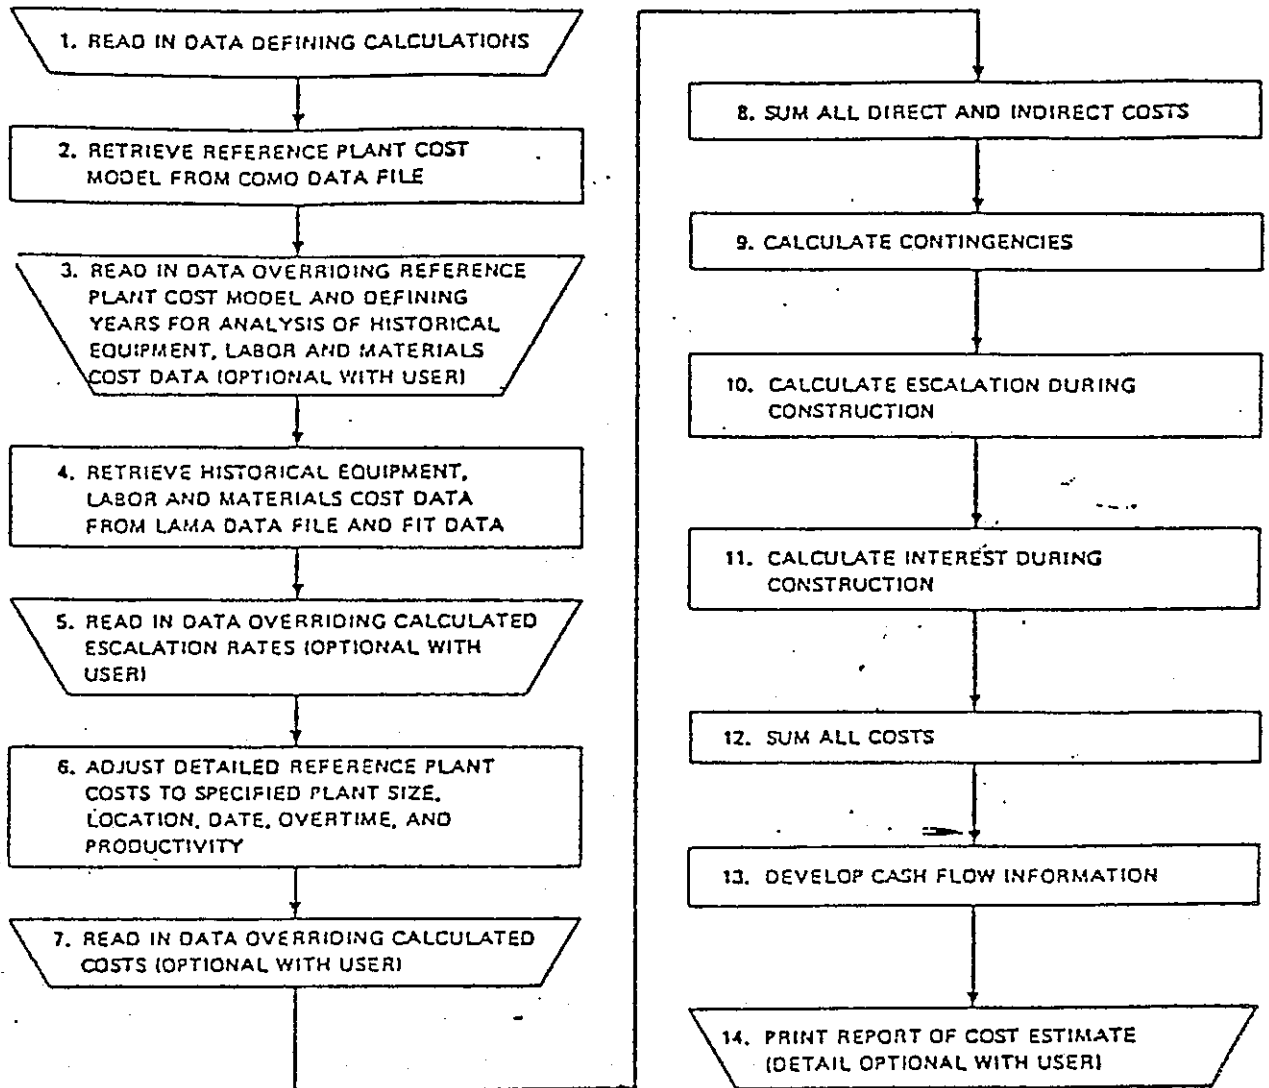 1. READ IN DATA DEFINING CALCULATIONS
2. RETRIEVE REFERENCE PLANT COST
MODEL FROM COMO DATA FILE
3. READ IN DATA OVERRIDING REFERENCE
PLANT COST MODEL AND DEFINING
YEARS FOR ANALYSIS OF HISTORICAL
EQUIPMENT, LABOR AND MATERIALS
COST DATA (OPTIONAL WITH USER)
4. RETRIEVE HISTORICAL EQUIPMENT,
LABOR AND MATERIALS COST DATA
FROM LAMA DATA FILE AND FIT DATA
5. READ IN DATA OVERRIDING CALCULATED
ESCALATION RATES (OPTIONAL WITH
USER)
6. ADJUST DETAILED REFERENCE PLANT
COSTS TO SPECIFIED PLANT SIZE,
LOCATION, DATE, OVERTIME, AND
PRODUCTIVITY
7. READ IN DATA OVERRIDING CALCULATED
COSTS (OPTIONAL WITH USER)
8. SUM ALL DIRECT AND INDIRECT COSTS
9. CALCULATE CONTINGENCIES
10. CALCULATE ESCALATION DURING
CONSTRUCTION
11. CALCULATE INTEREST DURING
CONSTRUCTION
12. SUM ALL COSTS
13. DEVELOP CASH FLOW INFORMATION
14. PRINT REPORT OF COST ESTIMATE
(DETAIL OPTIONAL WITH USER)